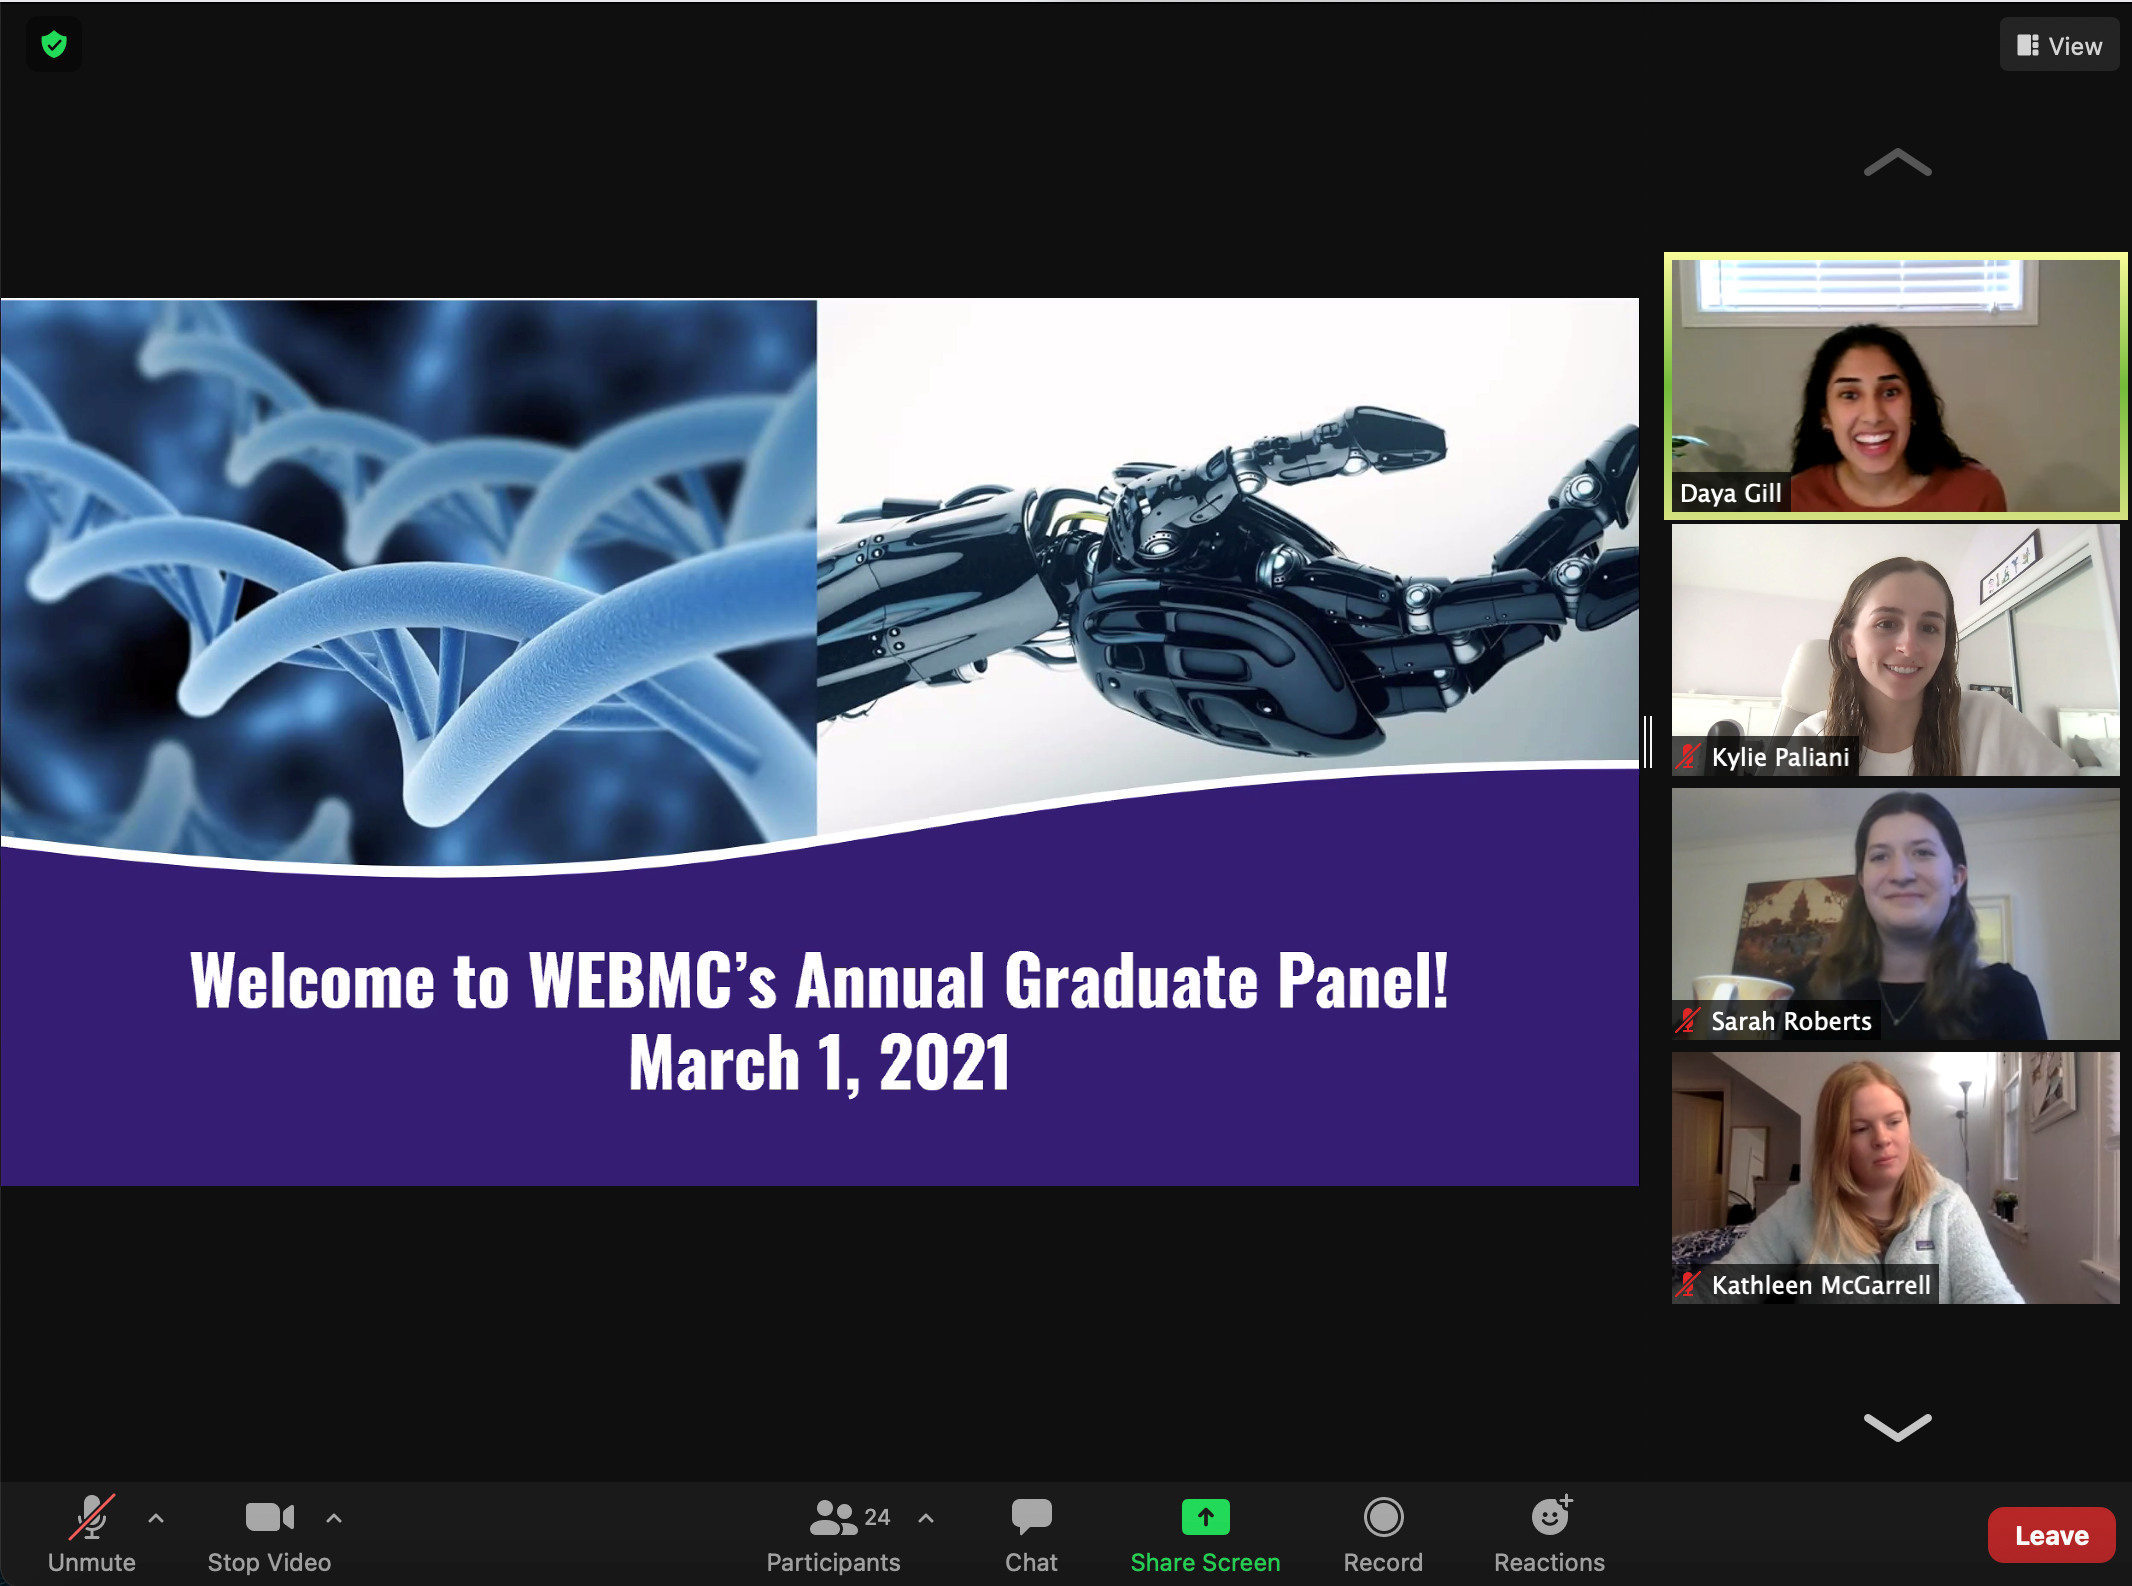 View
Welcome to WEBMC's Annual Graduate Panel!
March 1, 2021
Daya Gill
Kylie Paliani
Sarah Roberts
Kathleen McGarrell
Unmute
Stop Video
24
Participants
Chat
Share Screen
Record
Reactions
Leave